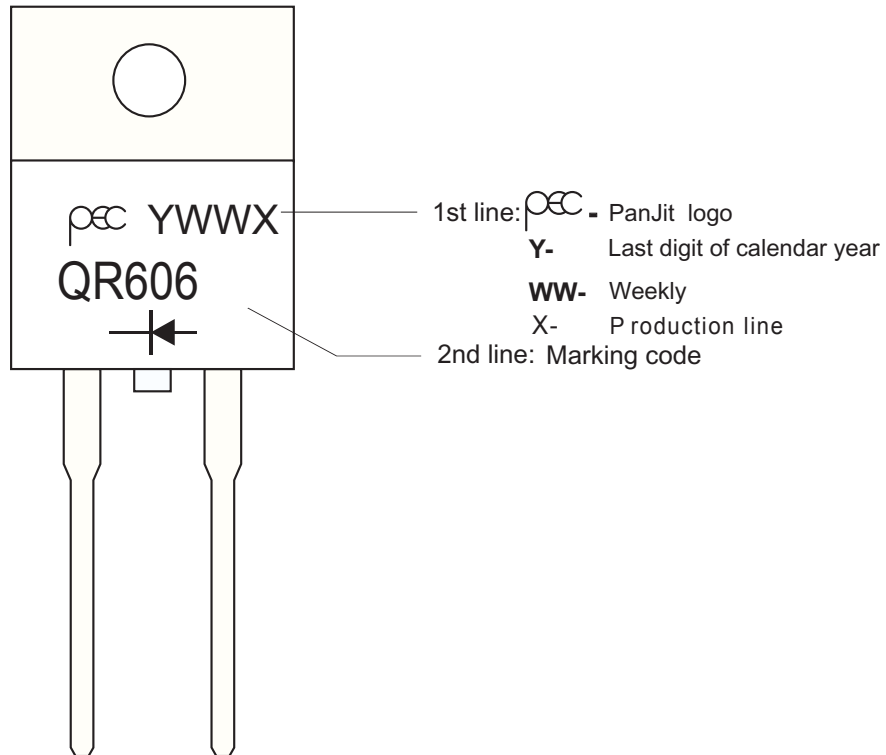 PEC YWWX
QR606
1st line: PEC - PanJit logo
Y- Last digit of calendar year
WW- Weekly
X- Production line
2nd line: Marking code